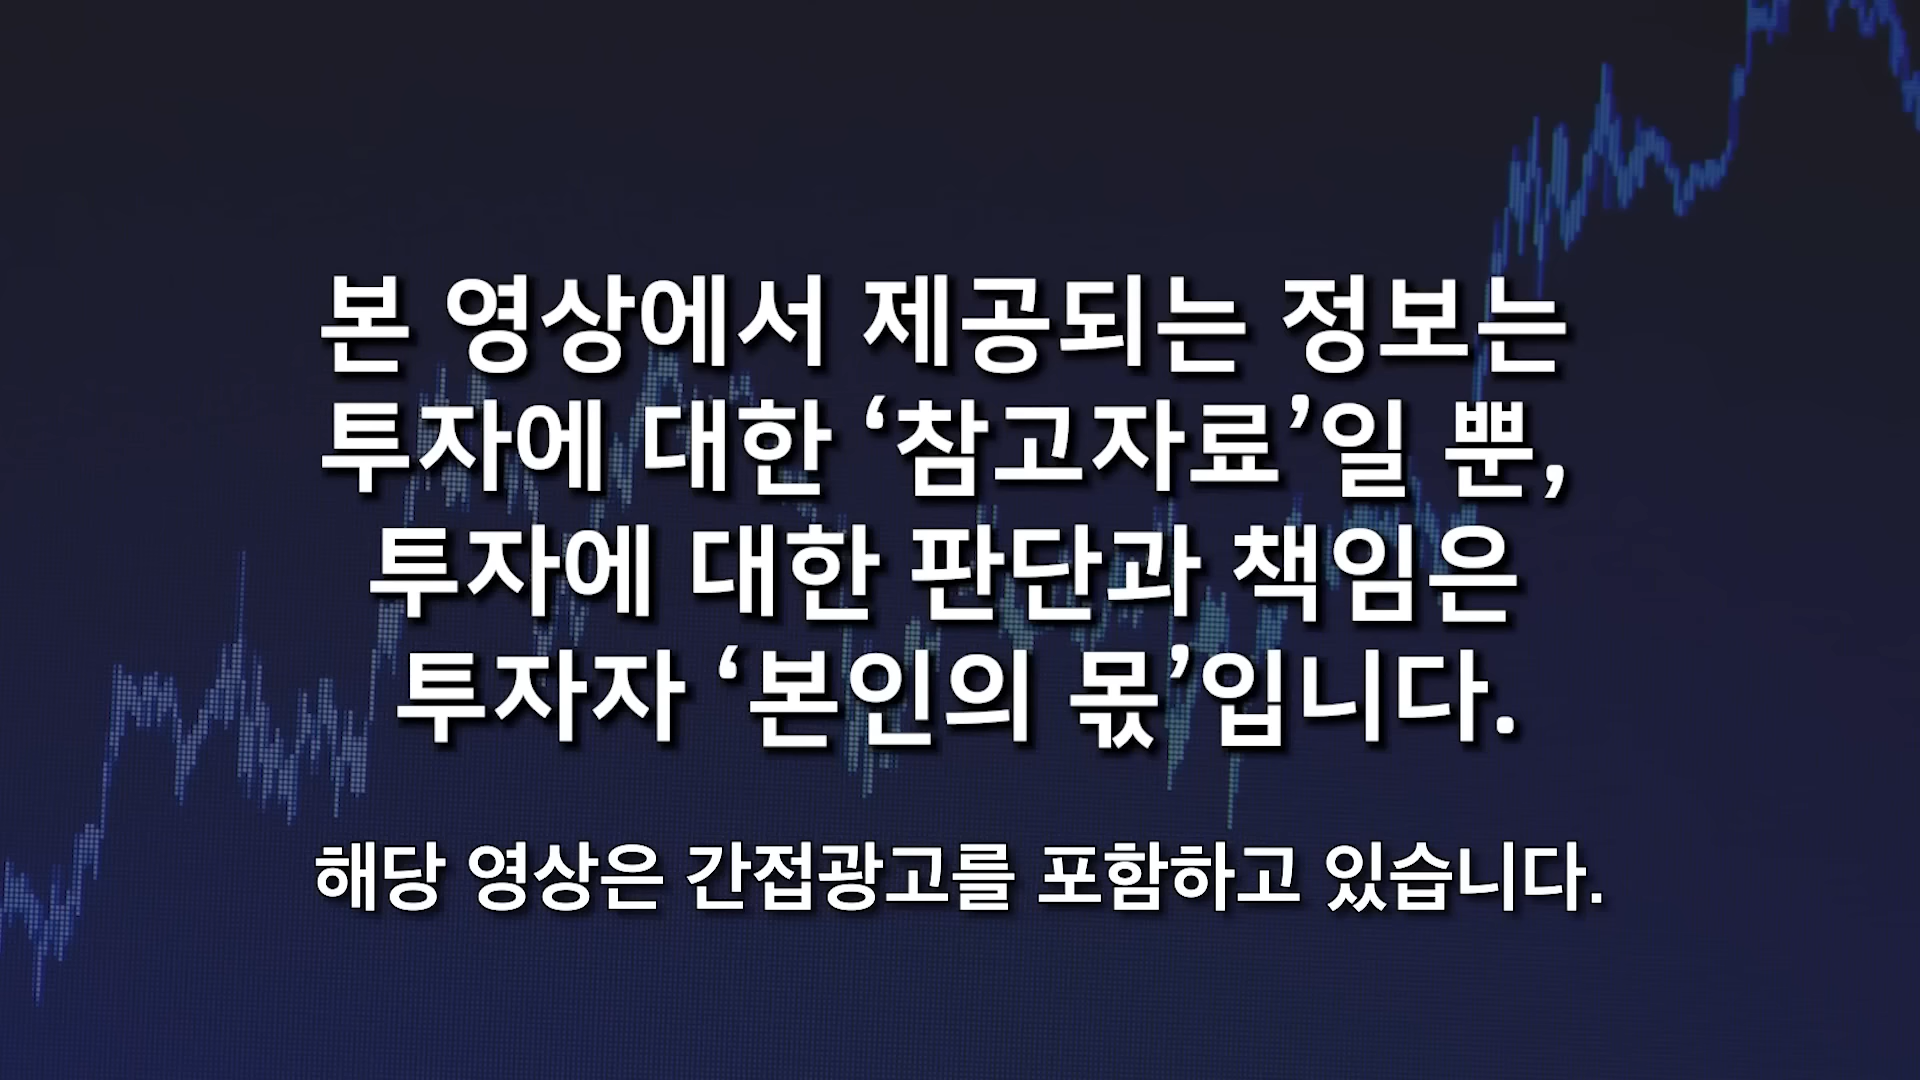 본 영상에서 제공되는 정보는
투자에 대한 ‘참고자료’일 뿐,
투자에 대한 판단과 책임은
투자자 ‘본인의 몫’입니다.
해당 영상은 간접광고를 포함하고 있습니다.